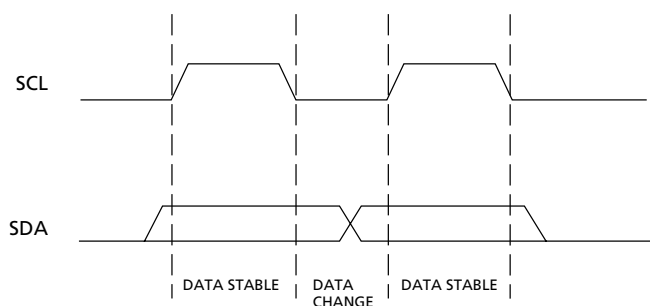 SCL
SDA
DATA STABLE
DATA
CHANGE
DATA STABLE